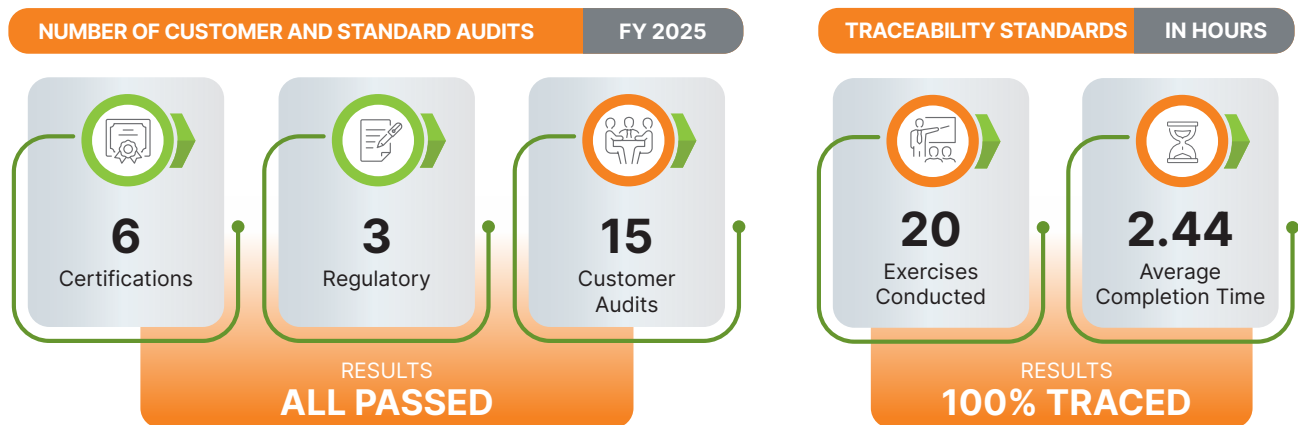 NUMBER OF CUSTOMER AND STANDARD AUDITS
FY 2025
6
Certifications
3
Regulatory
15
Customer
Audits
RESULTS
ALL PASSED
TRACEABILITY STANDARDS
IN HOURS
20
Exercises
Conducted
2.44
Average
Completion Time
RESULTS
100% TRACED